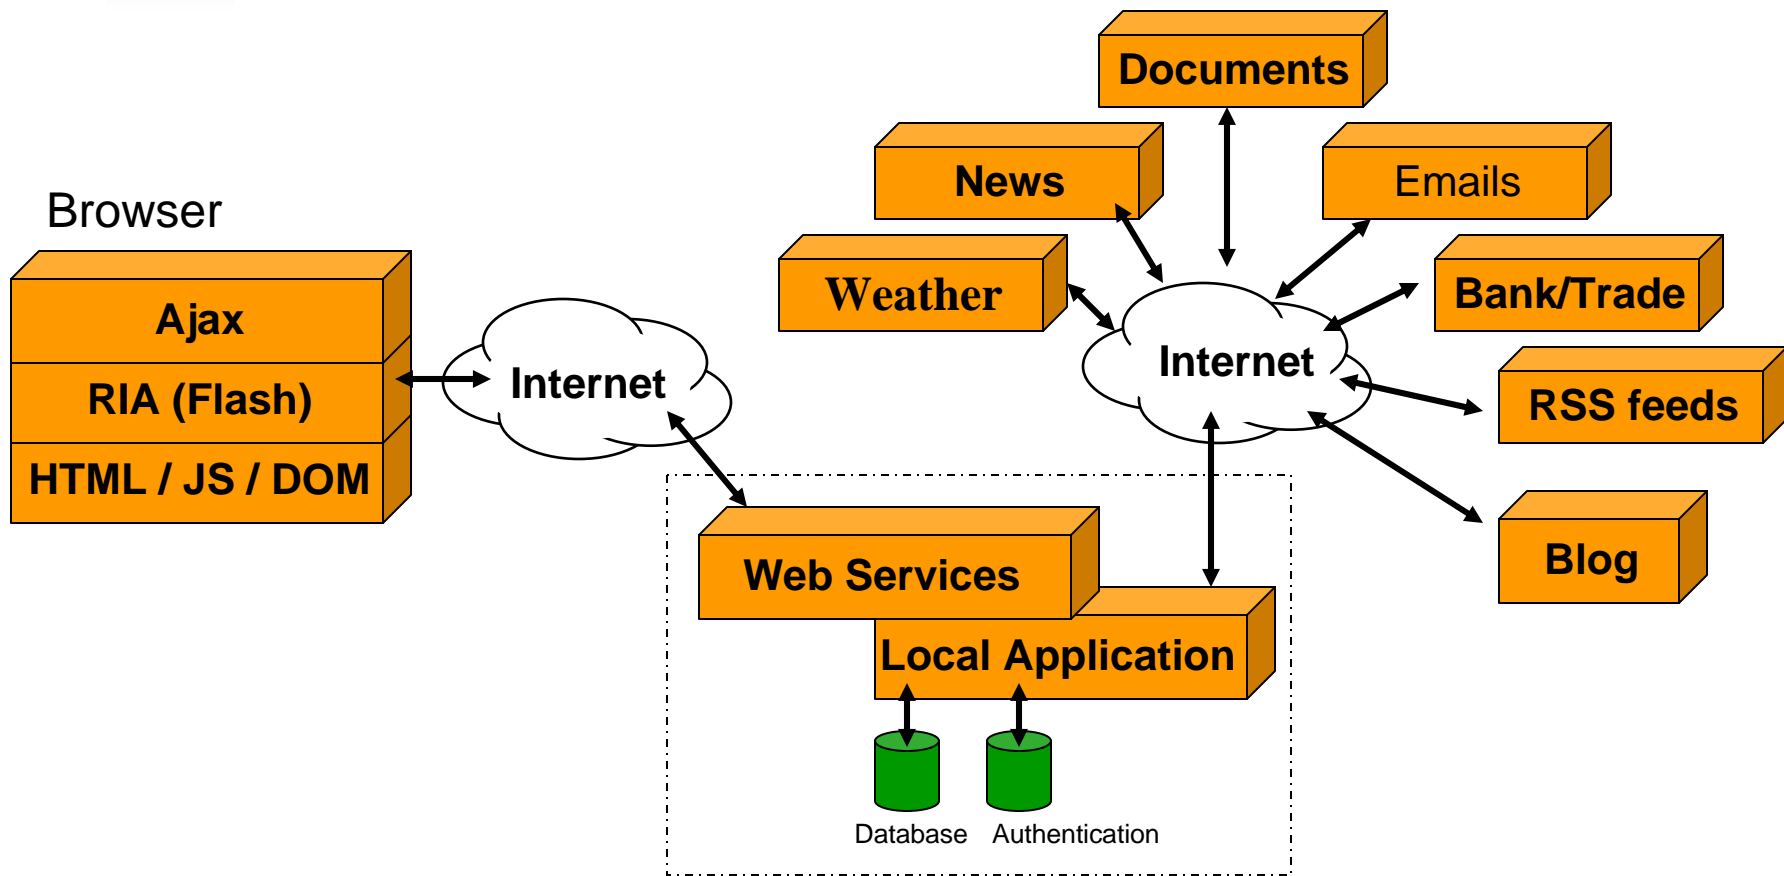 Documents
News
Emails
Browser
Weather
Bank/Trade
Ajax
Internet
Internet
RIA (Flash)
RSS feeds
HTML / JS / DOM
Web Services
Blog
Local Application
Database
Authentication